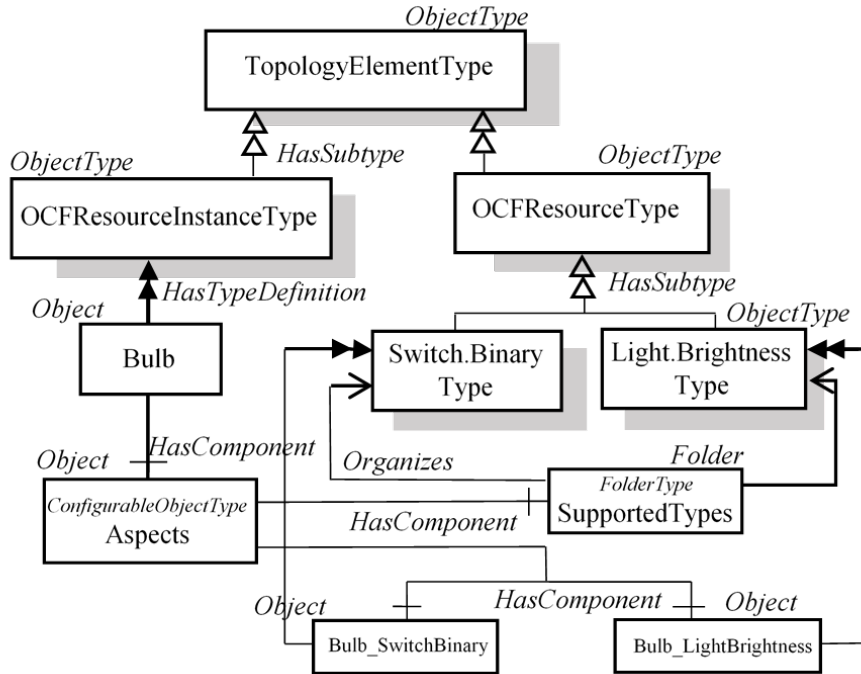 ObjectType
TopologyElementType
HasSubtype
ObjectType
ObjectType
OCFResourceInstanceType
OCFResourceType
HasTypeDefinition
HasSubtype
Object
ObjectType
Bulb
Switch.Binary
Type
Light.Brightness
Type
HasComponent
Object
Organizes
Folder
ConfigurableObjectType
Aspects
FolderType
SupportedTypes
HasComponent
Object
HasComponent
Object
Bulb_SwitchBinary
Bulb_LightBrightness